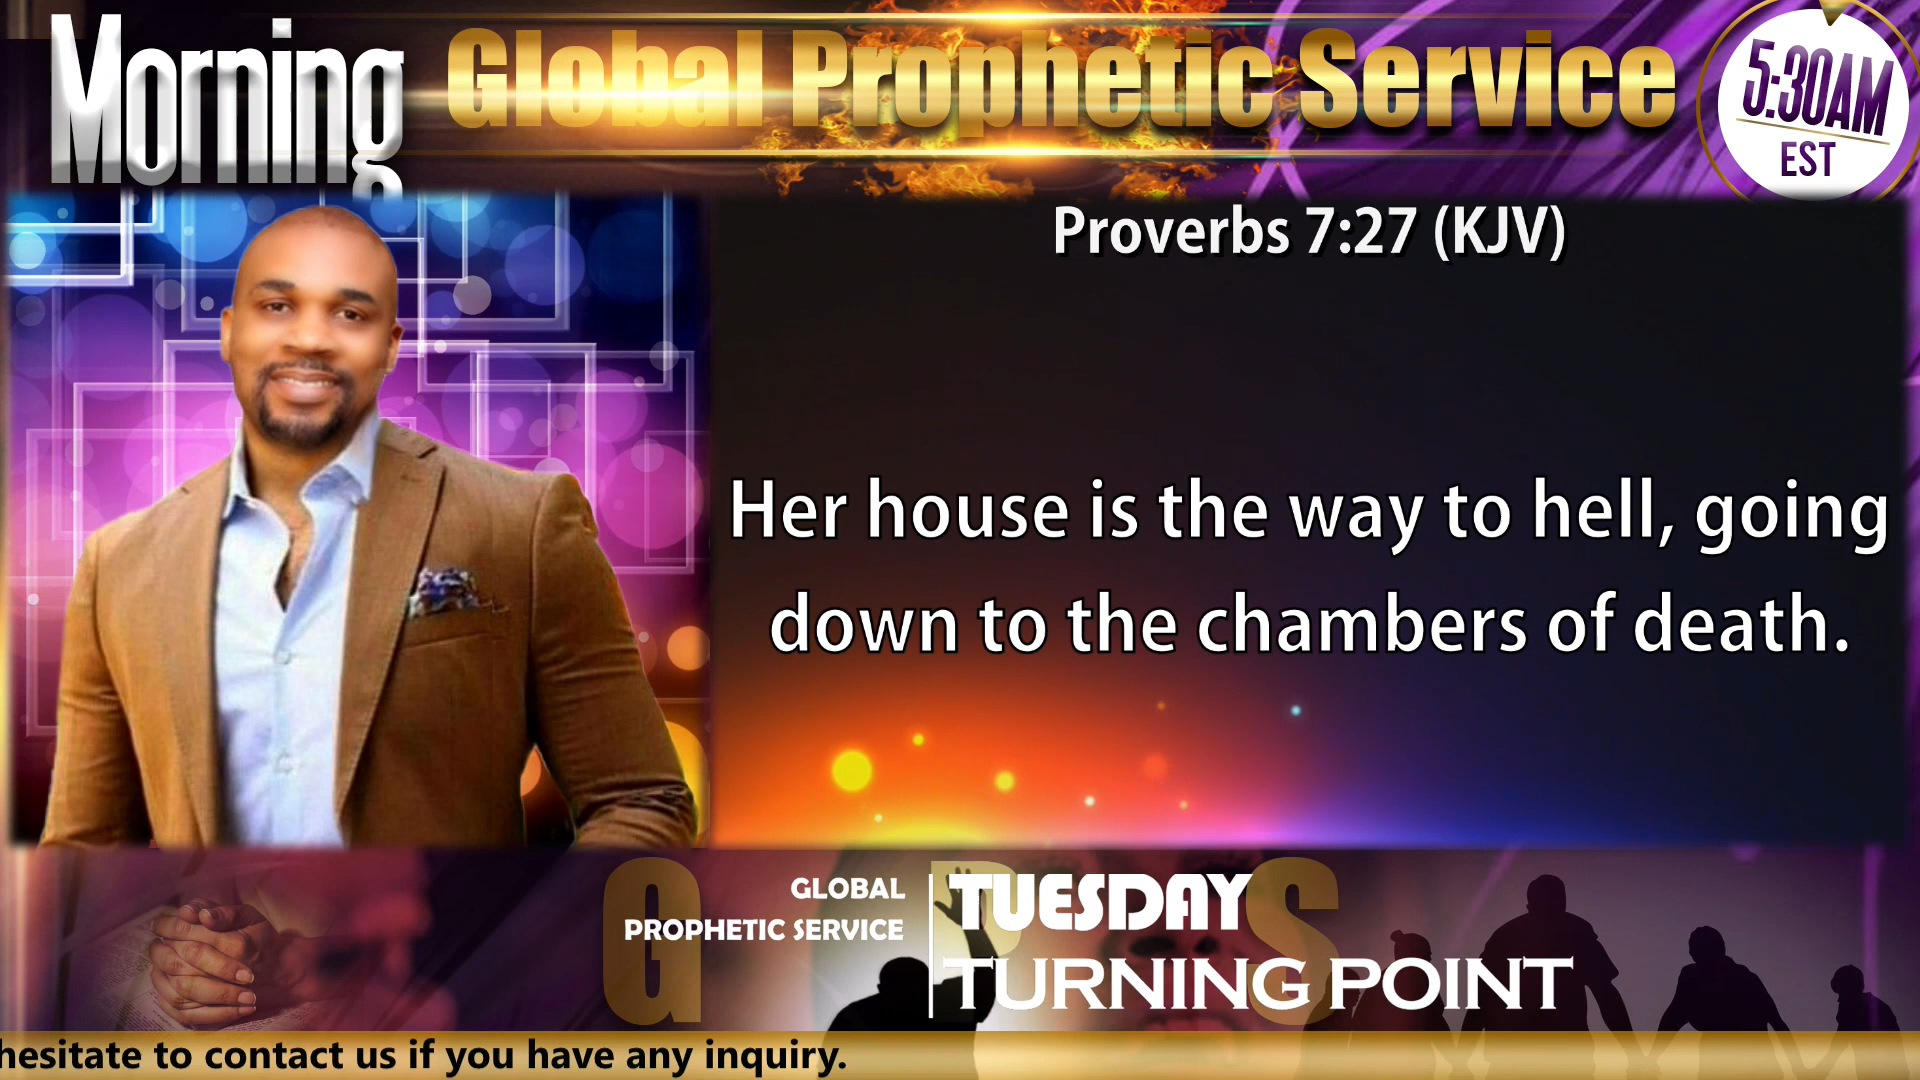 Morning
Global Prophetic Service
5:30AM
EST
Proverbs 7:27 (KJV)
Her house is the way to hell, going
down to the chambers of death.
GPS
GLOBAL
PROPHETIC SERVICE
TUESDAY
TURNING POINT
hesitate to contact us if you have any inquiry.